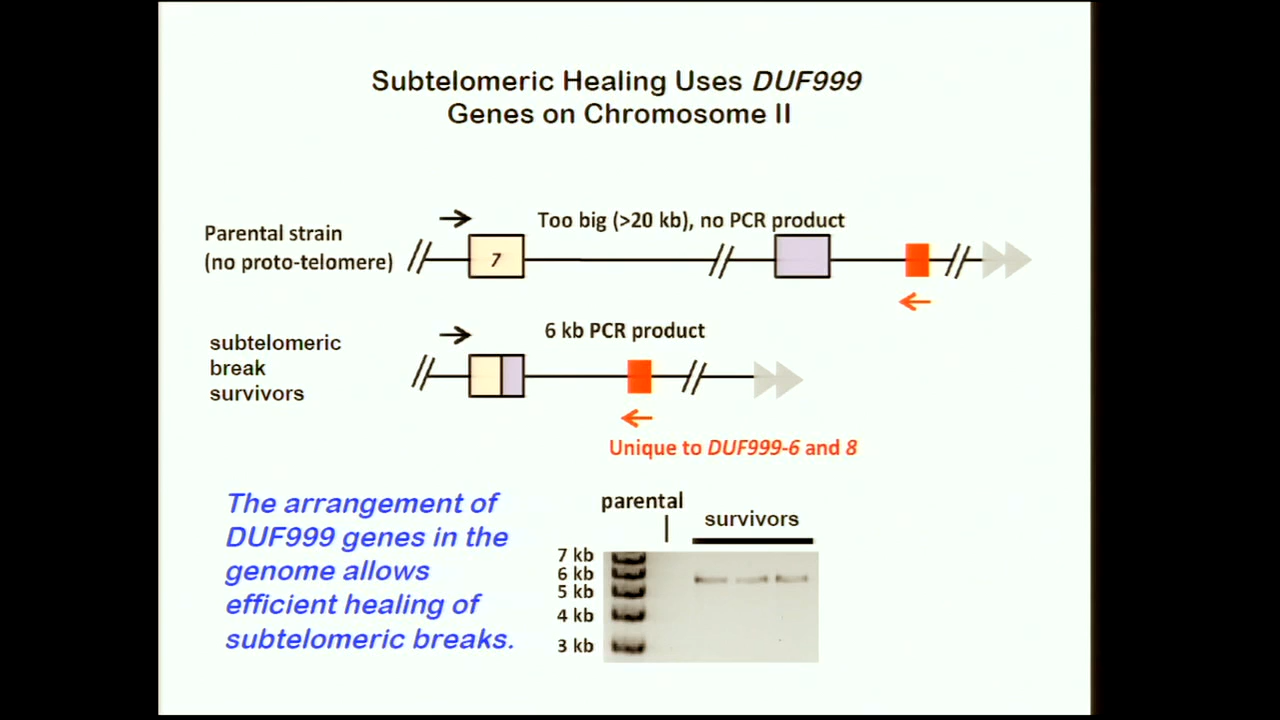 Subtelomeric Healing Uses DUF999
Genes on Chromosome II
Too big (>20 kb), no PCR product
Parental strain
(no proto-telomere)
7
6 kb PCR product
subtelomeric
break
survivors
Unique to DUF999-6 and 8
The arrangement of
DUF999 genes in the
genome allows
efficient healing of
subtelomeric breaks.
parental
survivors
7 kb
6 kb
5 kb
4 kb
3 kb